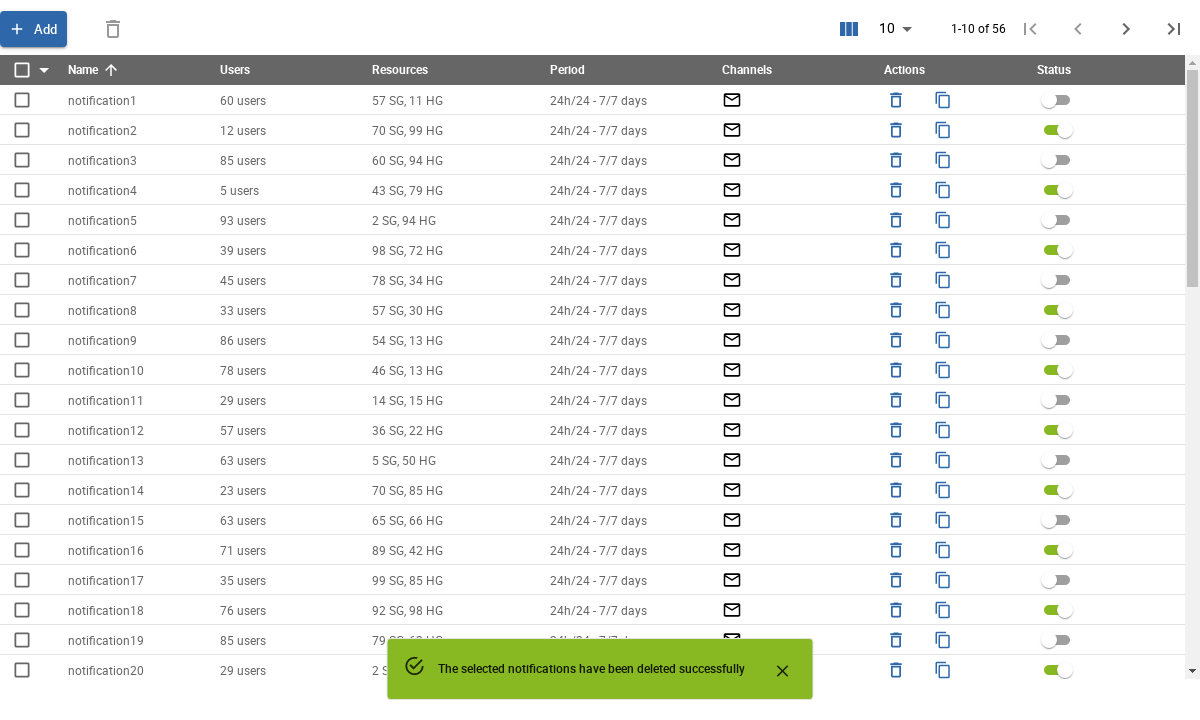 Add 10 1-10 of 56
Name Users Resources Period Channels Actions Status
notification1 60 users 57 SG, 11 HG 24h/24 - 7/7 days
notification2 12 users 70 SG, 99 HG 24h/24 - 7/7 days
notification3 85 users 60 SG, 94 HG 24h/24 - 7/7 days
notification4 5 users 43 SG, 79 HG 24h/24 - 7/7 days
notification5 93 users 2 SG, 94 HG 24h/24 - 7/7 days
notification6 39 users 98 SG, 72 HG 24h/24 - 7/7 days
notification7 45 users 78 SG, 34 HG 24h/24 - 7/7 days
notification8 33 users 57 SG, 30 HG 24h/24 - 7/7 days
notification9 86 users 54 SG, 13 HG 24h/24 - 7/7 days
notification10 78 users 46 SG, 13 HG 24h/24 - 7/7 days
notification11 29 users 14 SG, 15 HG 24h/24 - 7/7 days
notification12 57 users 36 SG, 22 HG 24h/24 - 7/7 days
notification13 63 users 5 SG, 50 HG 24h/24 - 7/7 days
notification14 23 users 70 SG, 85 HG 24h/24 - 7/7 days
notification15 63 users 65 SG, 66 HG 24h/24 - 7/7 days
notification16 71 users 89 SG, 42 HG 24h/24 - 7/7 days
notification17 35 users 99 SG, 85 HG 24h/24 - 7/7 days
notification18 76 users 92 SG, 98 HG 24h/24 - 7/7 days
notification19 85 users 79
notification20 29 users 2
The selected notifications have been deleted successfully